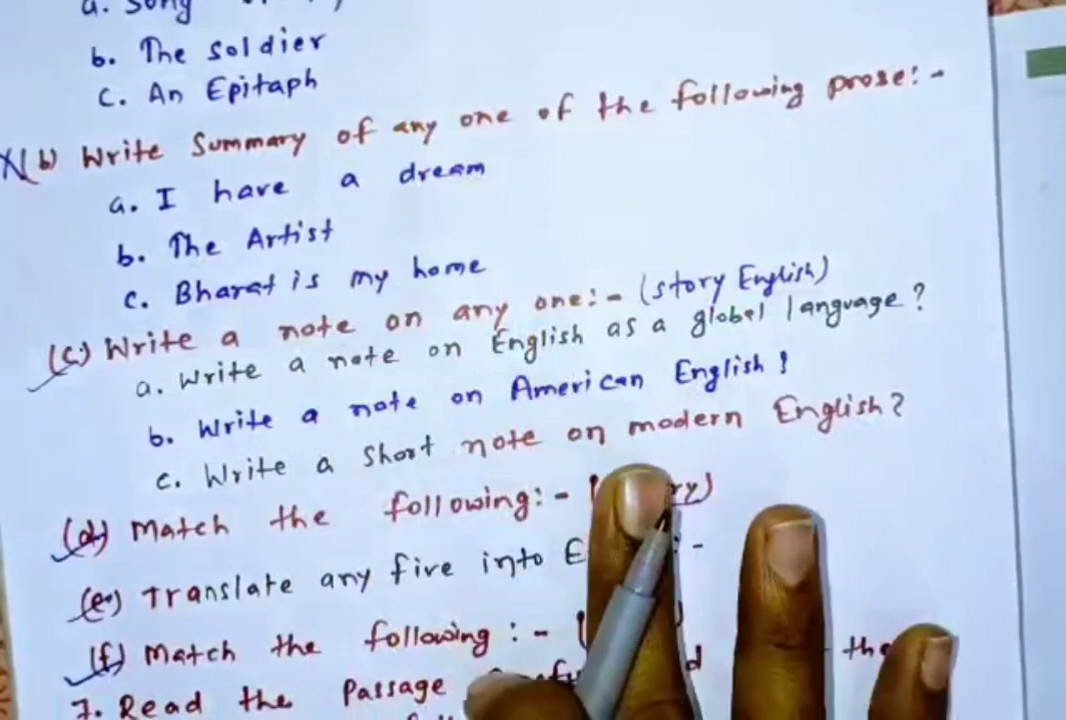 a. Song
b. The soldier
C. An Epitaph
(b) Write Summary of any one of the following prose:-
a. I have a dream
b. The Artist
c. Bharat is my home
(c) Write a note on any one:- (story English)
a. Write a note on English as a global language?
b. Write a note on American English!
c. Write a short note on modern English?
(d) Match the following:-
(e) Translate any five into
(f) Match the following :-
7. Read the Passage